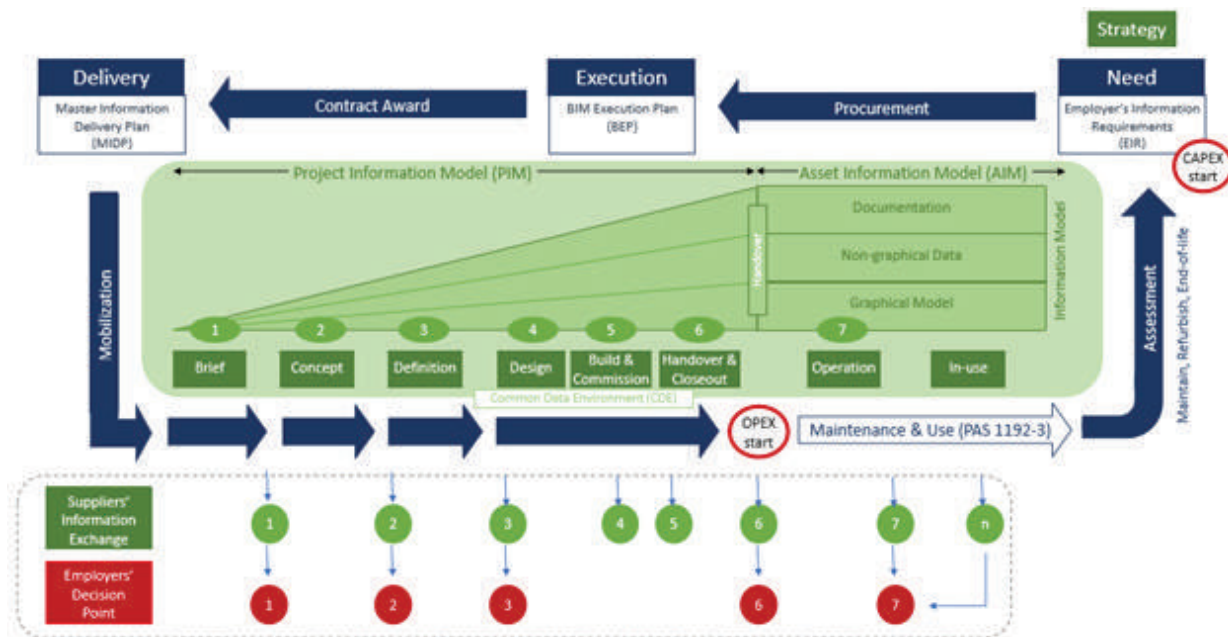 Strategy
Delivery
Master Information
Delivery Plan
(MIDP)
Contract Award
Execution
BIM Execution Plan
(BEP)
Procurement
Need
Employer's Information
Requirements
(EIR)
CAPEX
start
Project Information Model (PIM)
Asset Information Model (AIM)
Documentation
Non-graphical Data
Graphical Model
Handover
Information Model
Mobilization
Assessment
Maintain, Refurbish, End-of-life
1
2
3
4
5
6
7
Brief
Concept
Definition
Design
Build &
Commission
Handover &
Closeout
Operation
In-use
Common Data Environment (CDE)
OPEX
start
Maintenance & Use (PAS 1192-3)
Suppliers'
Information
Exchange
1
2
3
4
5
6
7
n
Employers'
Decision
Point
1
2
3
6
7